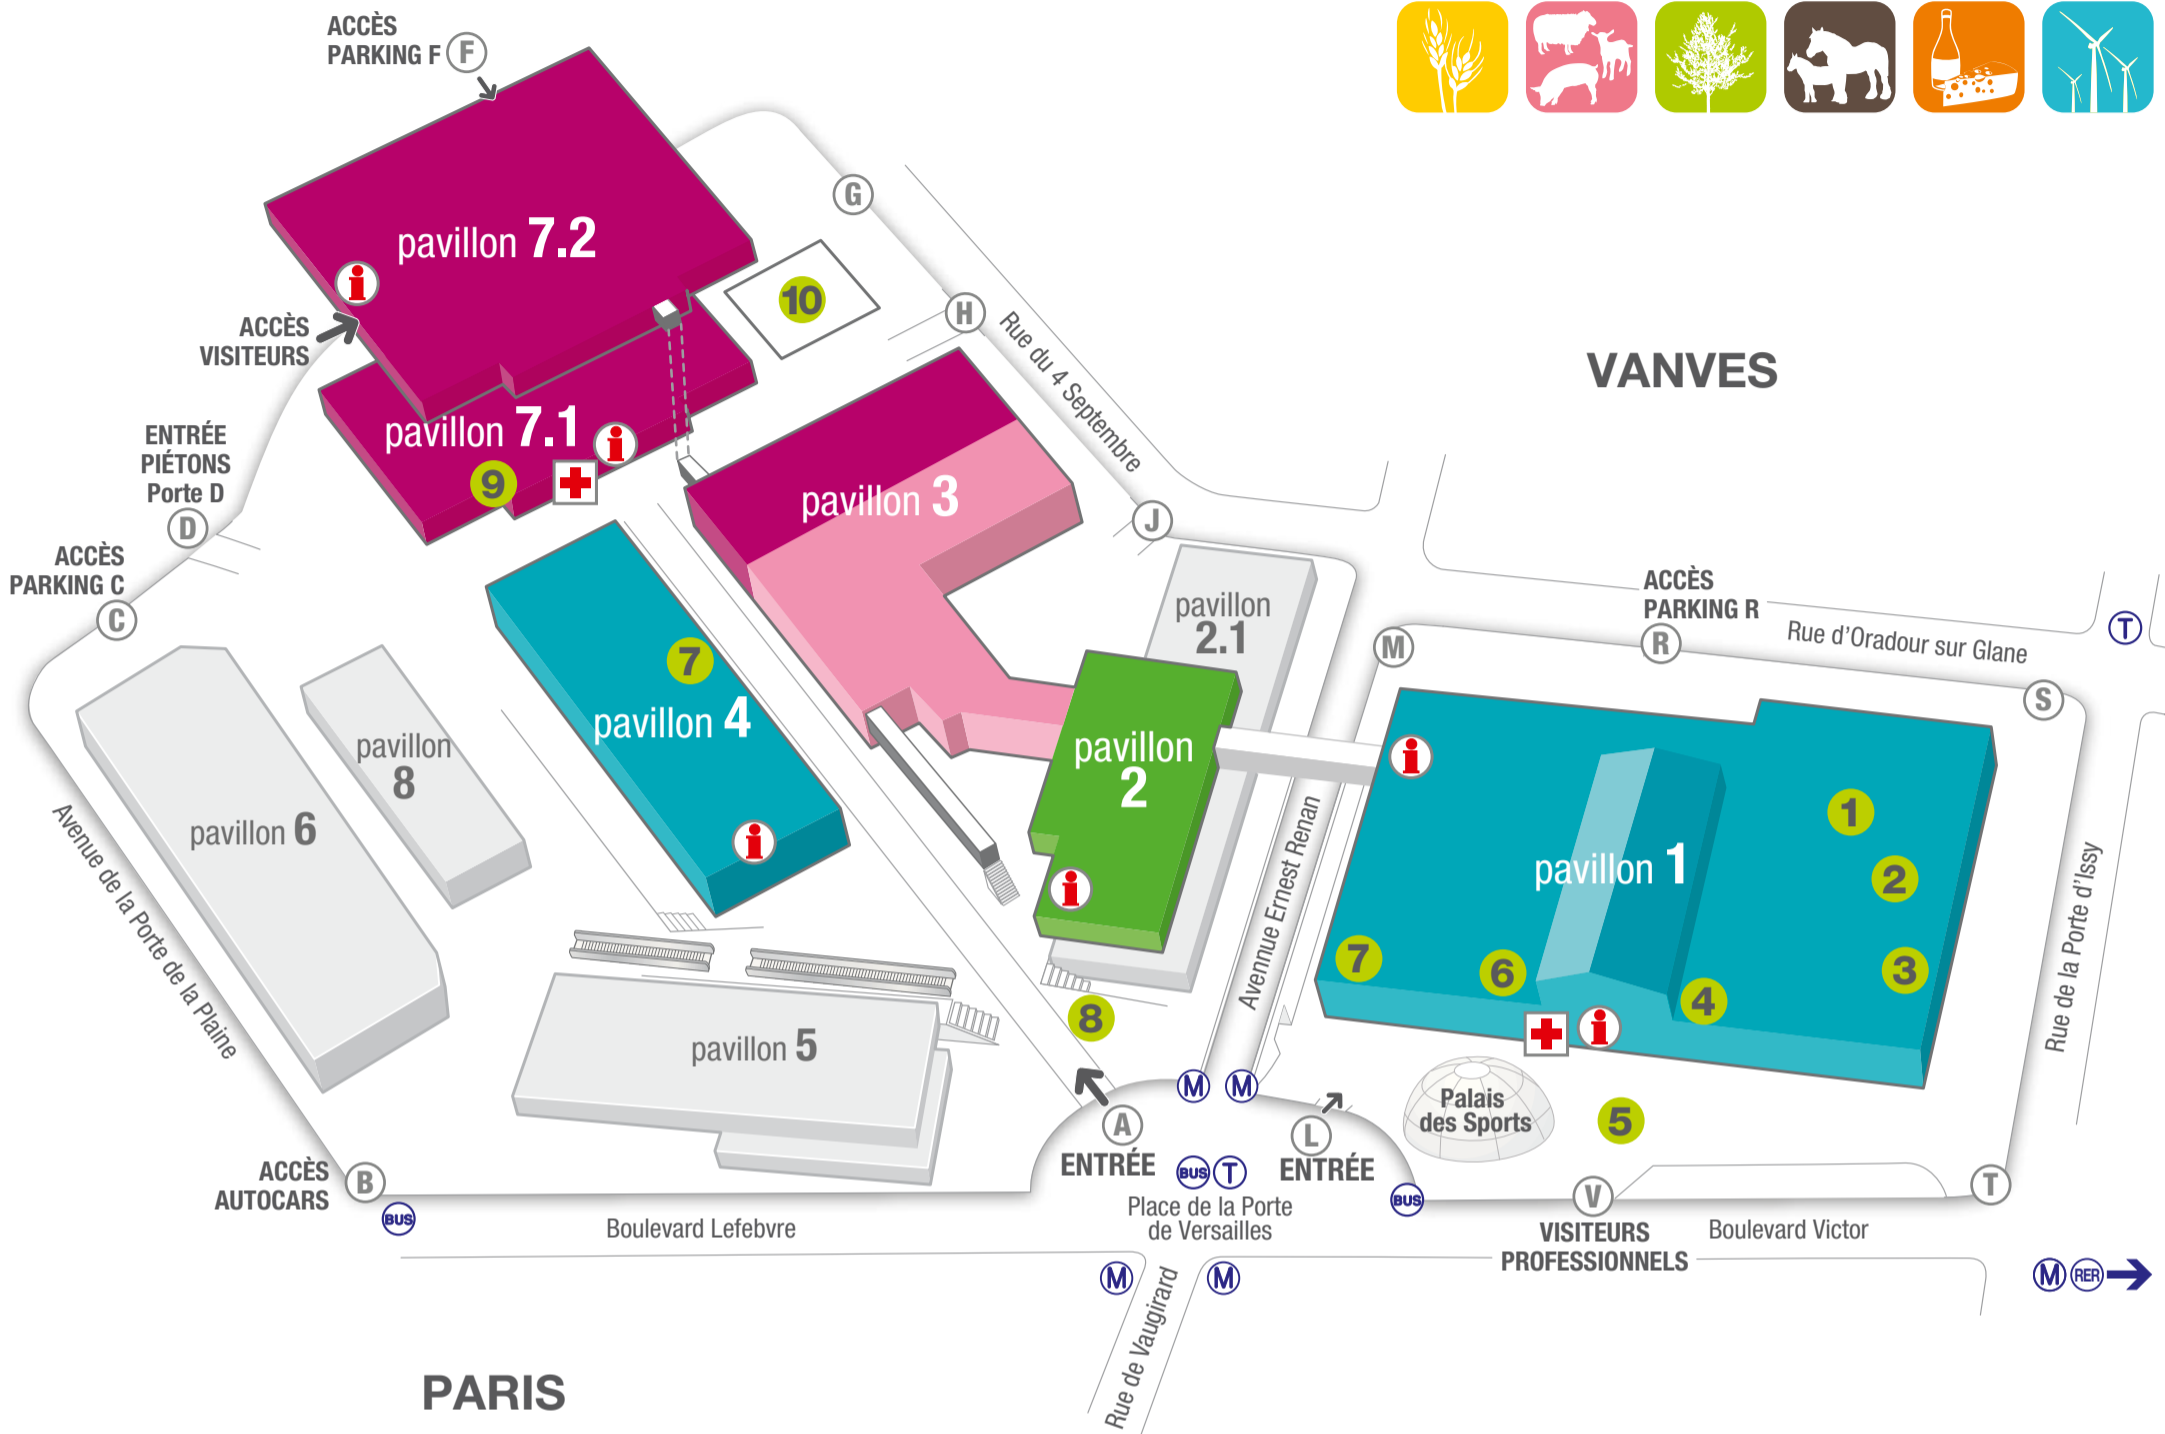 ACCÈS
PARKING F
F
G
pavillon 7.2
i
10
H
ACCÈS
VISITEURS
Rue du 4 Septembre
VANVES
pavillon 7.1
i
9
ENTRÉE
PIÉTONS
Porte D
D
pavillon 3
J
ACCÈS
PARKING C
C
ACCÈS
PARKING R
R
Rue d'Oradour sur Glane
T
pavillon
2.1
M
S
7
pavillon 4
i
pavillon
8
pavillon 6
pavillon
2
i
i
pavillon 1
1
2
3
4
6
7
i
Avenue de la Porte de la Plaine
Avennue Ernest Renan
Rue de la Porte d'Issy
8
pavillon 5
M
M
Palais
des Sports
5
A
ENTRÉE
L
ENTRÉE
BUS
T
Place de la Porte
de Versailles
ACCÈS
AUTOCARS
B
BUS
Boulevard Lefebvre
BUS
V
VISITEURS
PROFESSIONNELS
Boulevard Victor
T
M
M
Rue de Vaugirard
M
RER
PARIS